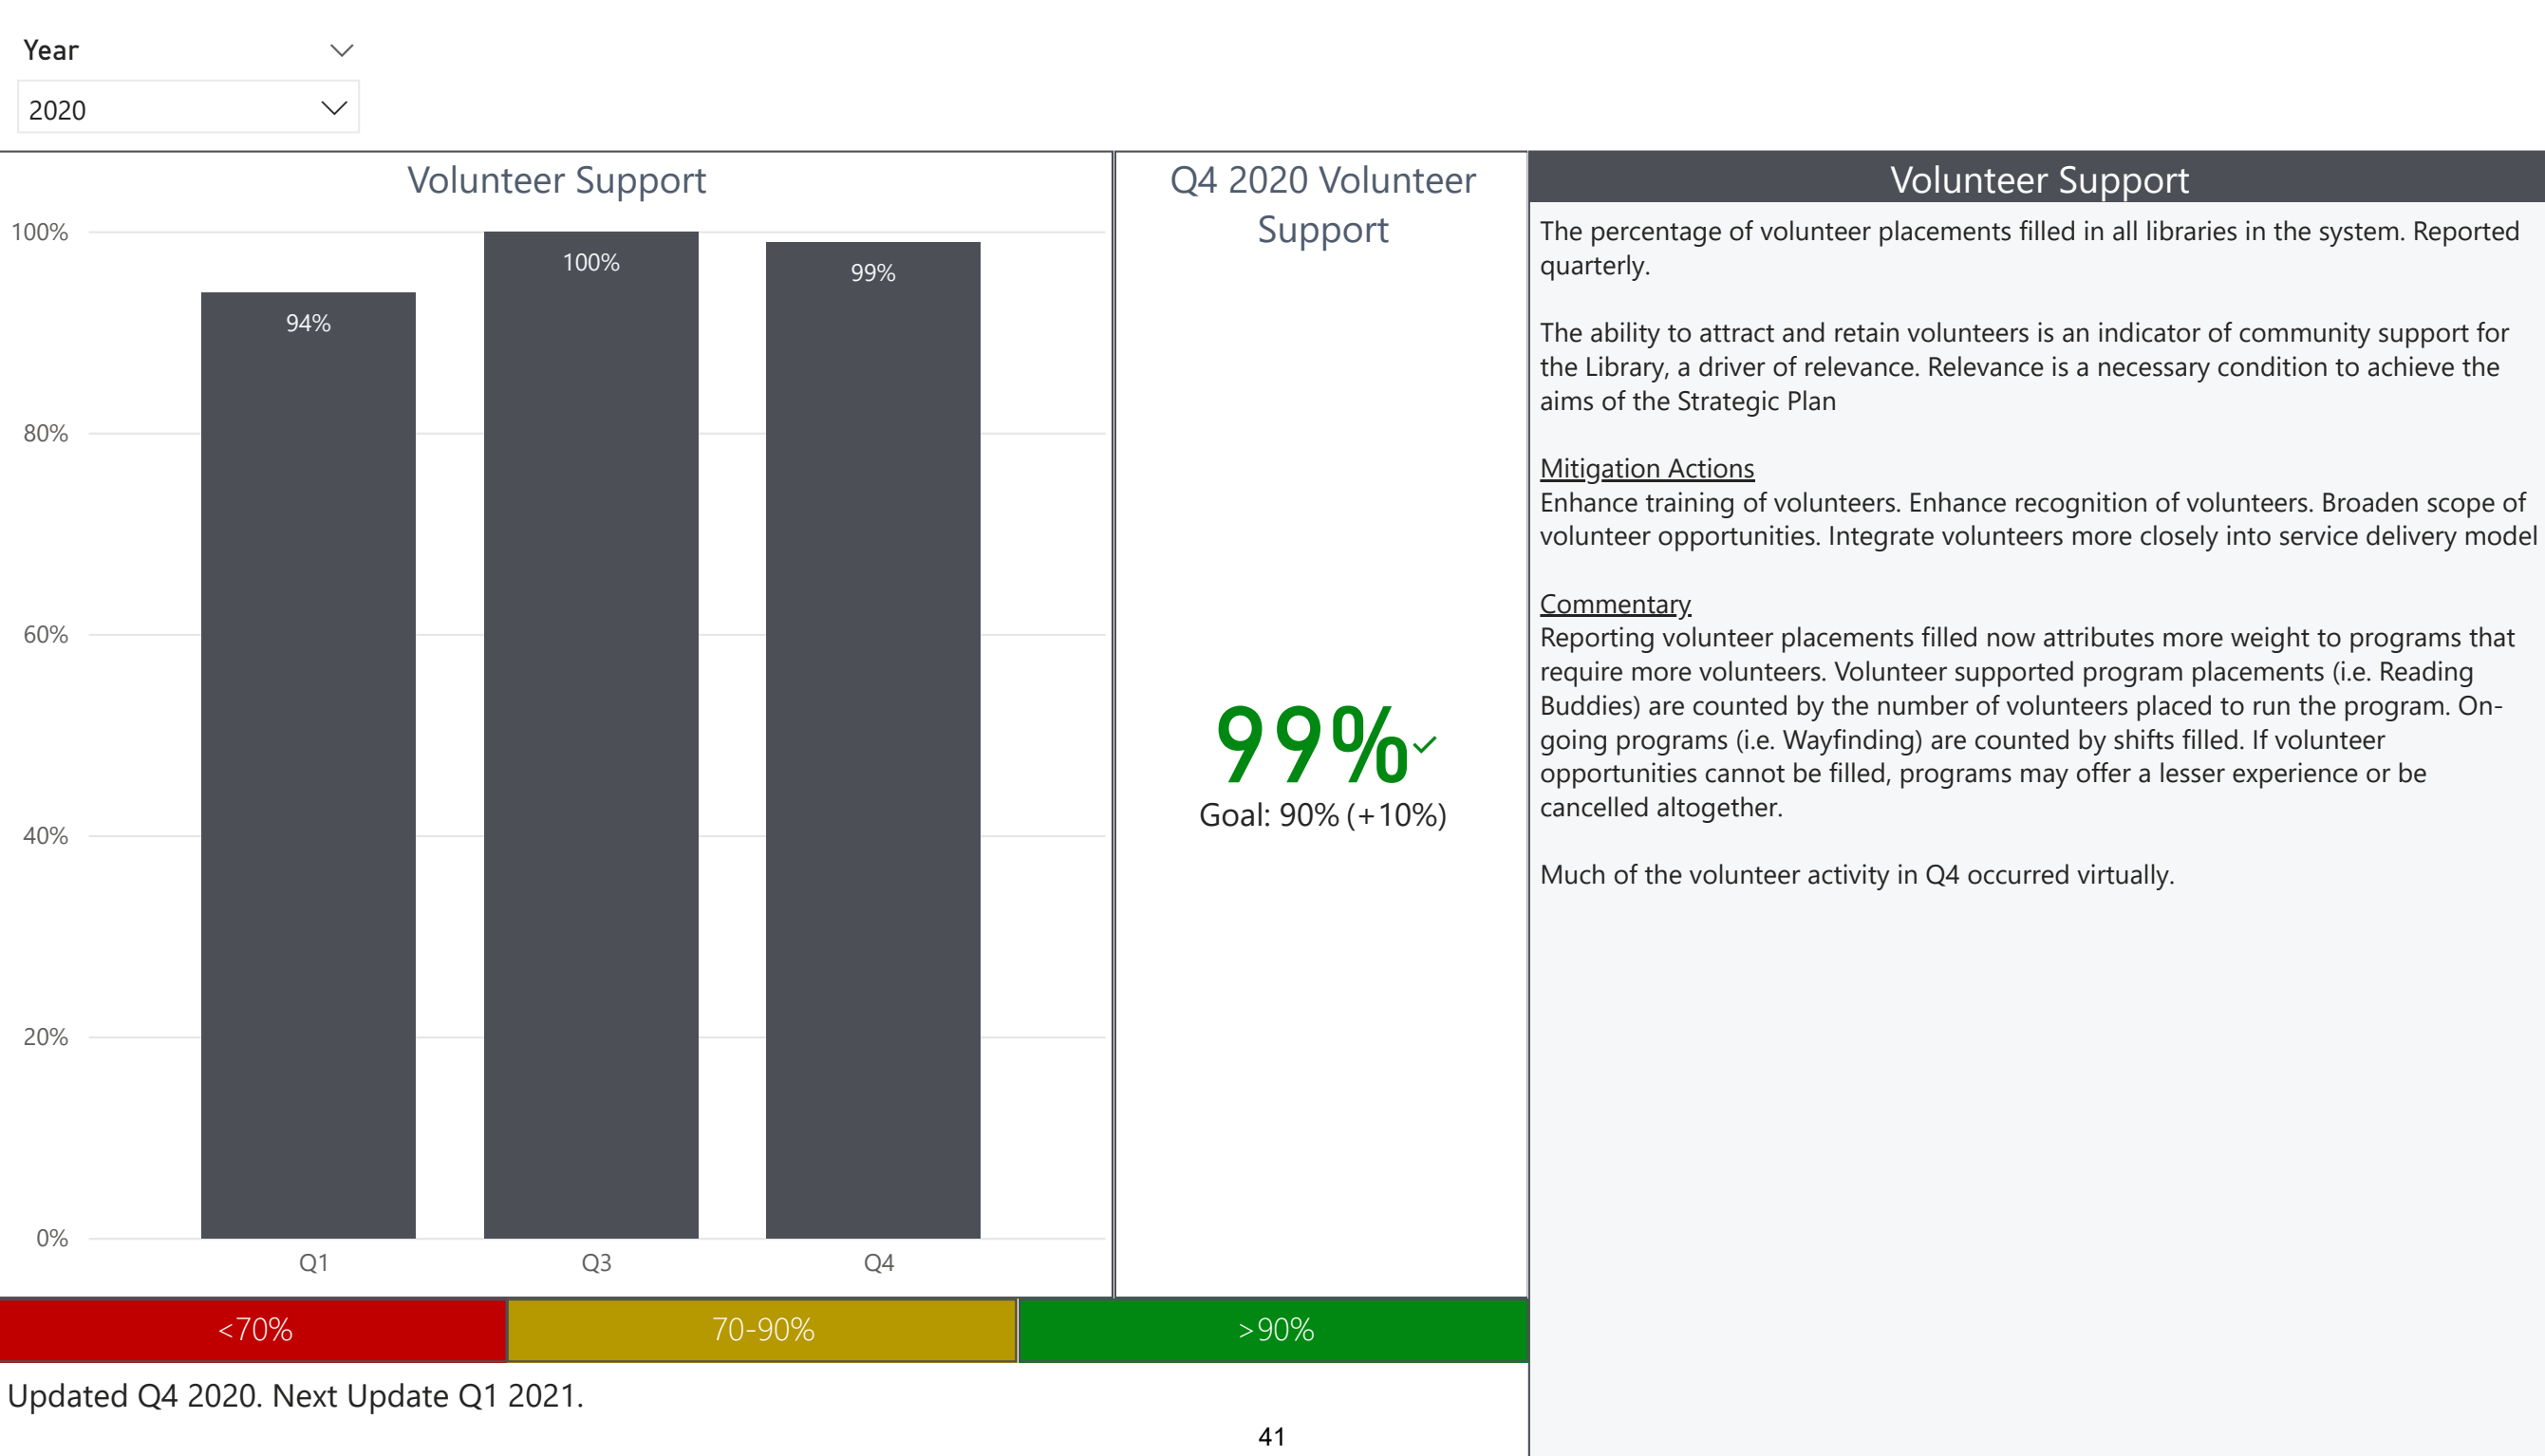 Year
2020
Volunteer Support
100%
80%
60%
40%
20%
0%
94%
100%
99%
Q1
Q3
Q4
Q4 2020 Volunteer
Support
99%
Goal: 90% (+10%)
Volunteer Support
The percentage of volunteer placements filled in all libraries in the system. Reported
quarterly.
The ability to attract and retain volunteers is an indicator of community support for
the Library, a driver of relevance. Relevance is a necessary condition to achieve the
aims of the Strategic Plan
Mitigation Actions
Enhance training of volunteers. Enhance recognition of volunteers. Broaden scope of
volunteer opportunities. Integrate volunteers more closely into service delivery model
Commentary
Reporting volunteer placements filled now attributes more weight to programs that
require more volunteers. Volunteer supported program placements (i.e. Reading
Buddies) are counted by the number of volunteers placed to run the program. On-
going programs (i.e. Wayfinding) are counted by shifts filled. If volunteer
opportunities cannot be filled, programs may offer a lesser experience or be
cancelled altogether.
Much of the volunteer activity in Q4 occurred virtually.
<70%
70-90%
>90%
Updated Q4 2020. Next Update Q1 2021.
41